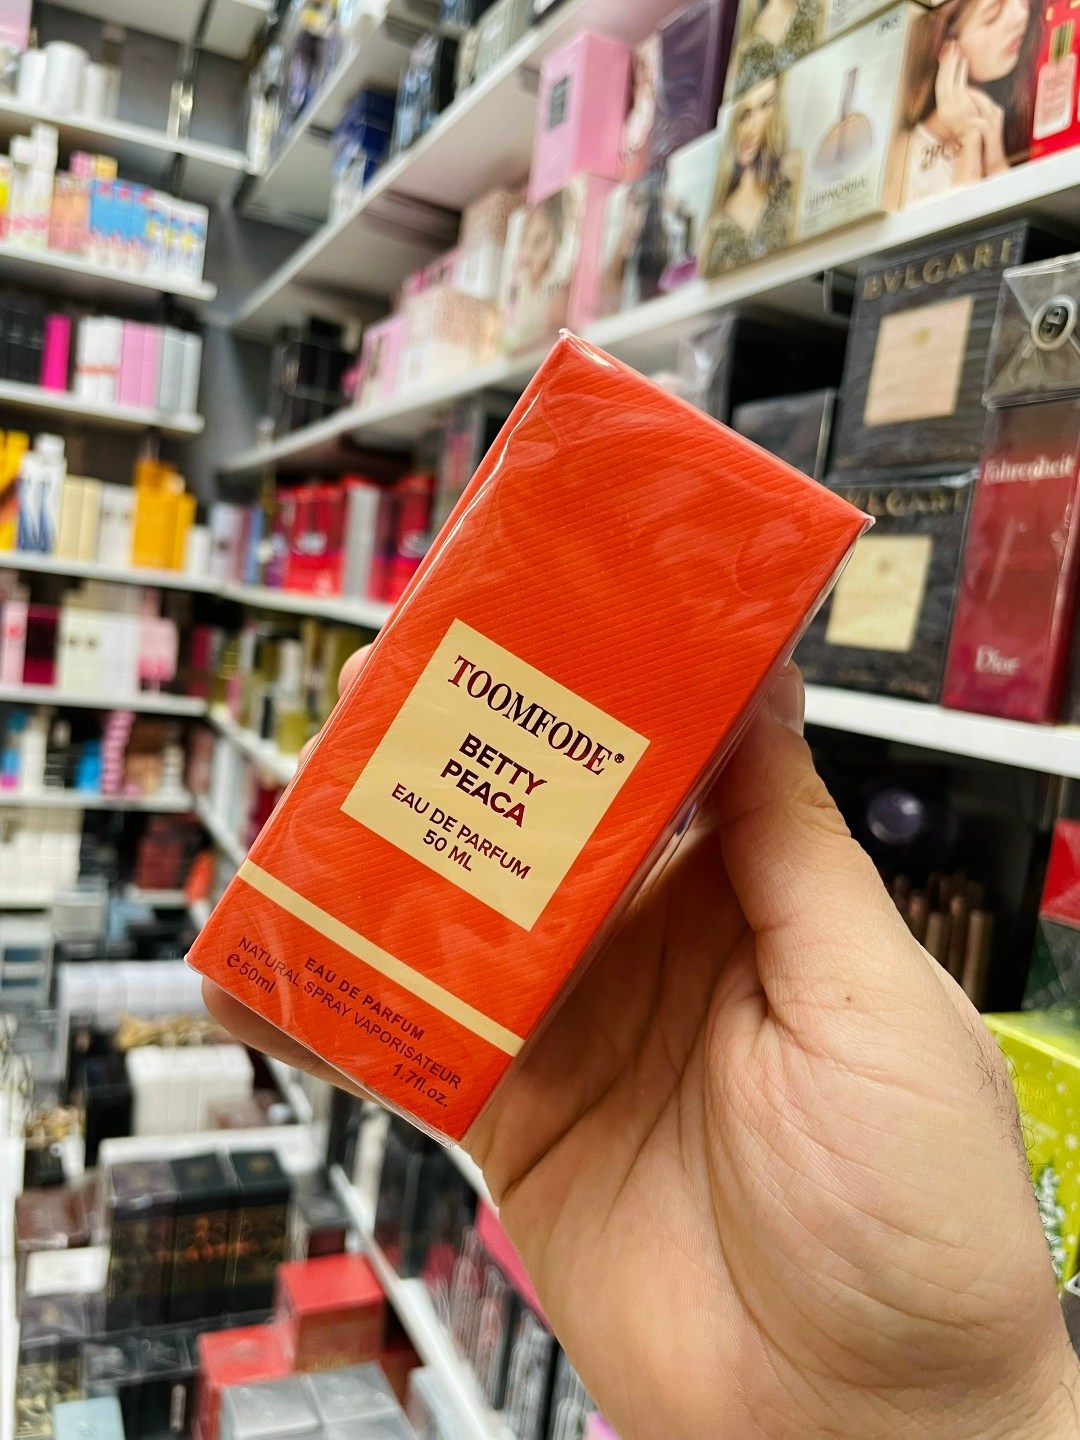 TOOMFODE®
BETTY
PEACA
EAU DE PARFUM
50 ML
EAU DE PARFUM
NATURAL SPRAY VAPORISATEUR
℮50ml
1.7fl.oz.
BVLGARI
Fahrenheit
Dior
2PCS